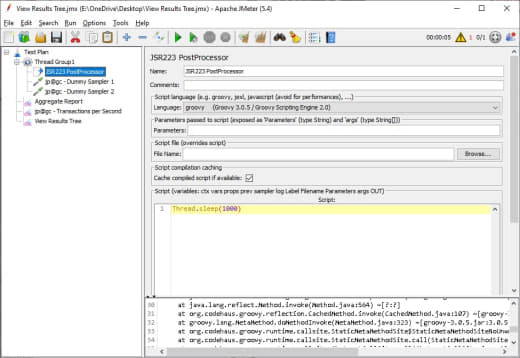 View Results Tree.jmx (E:\OneDrive\Desktop\View Results Tree.jmx) - Apache JMeter (5.4)
File Edit Search Run Options Tools Help
00:00:05 1 0/1
Test Plan
Thread Group1
JSR223 PostProcessor
jp@gc - Dummy Sampler 1
jp@gc - Dummy Sampler 2
Aggregate Report
jp@gc - Transactions per Second
View Results Tree
JSR223 PostProcessor
Name: JSR223 PostProcessor
Comments:
Script language (e.g. groovy, jexl, javascript (avoid for performances), ...)
Language: groovy (Groovy 3.0.5 / Groovy Scripting Engine 2.0)
Parameters passed to script (exposed as 'Parameters' (type String) and 'args' (type String[]))
Parameters:
Script file (overrides script)
File Name: Browse...
Script compilation caching
Cache compiled script if available:
Script (variables: ctx vars props prev sampler log Label Filename Parameters args OUT)
Script:
1 Thread.sleep(1000)
30
31 at java.lang.reflect.Method.invoke(Method.java:564) ~[?:?]
32 at org.codehaus.groovy.reflection.CachedMethod.invoke(CachedMethod.java:107) ~[groovy-
33 at groovy.lang.MetaMethod.doMethodInvoke(MetaMethod.java:323) ~[groovy-3.0.5.jar:3.0.5
34 at org.codehaus.groovy.runtime.callsite.StaticMetaMethodSite$StaticMetaMethodSiteNoUnw
35 at org.codehaus.groovy.runtime.callsite.StaticMetaMethodSite.call(StaticMetaMethodSite